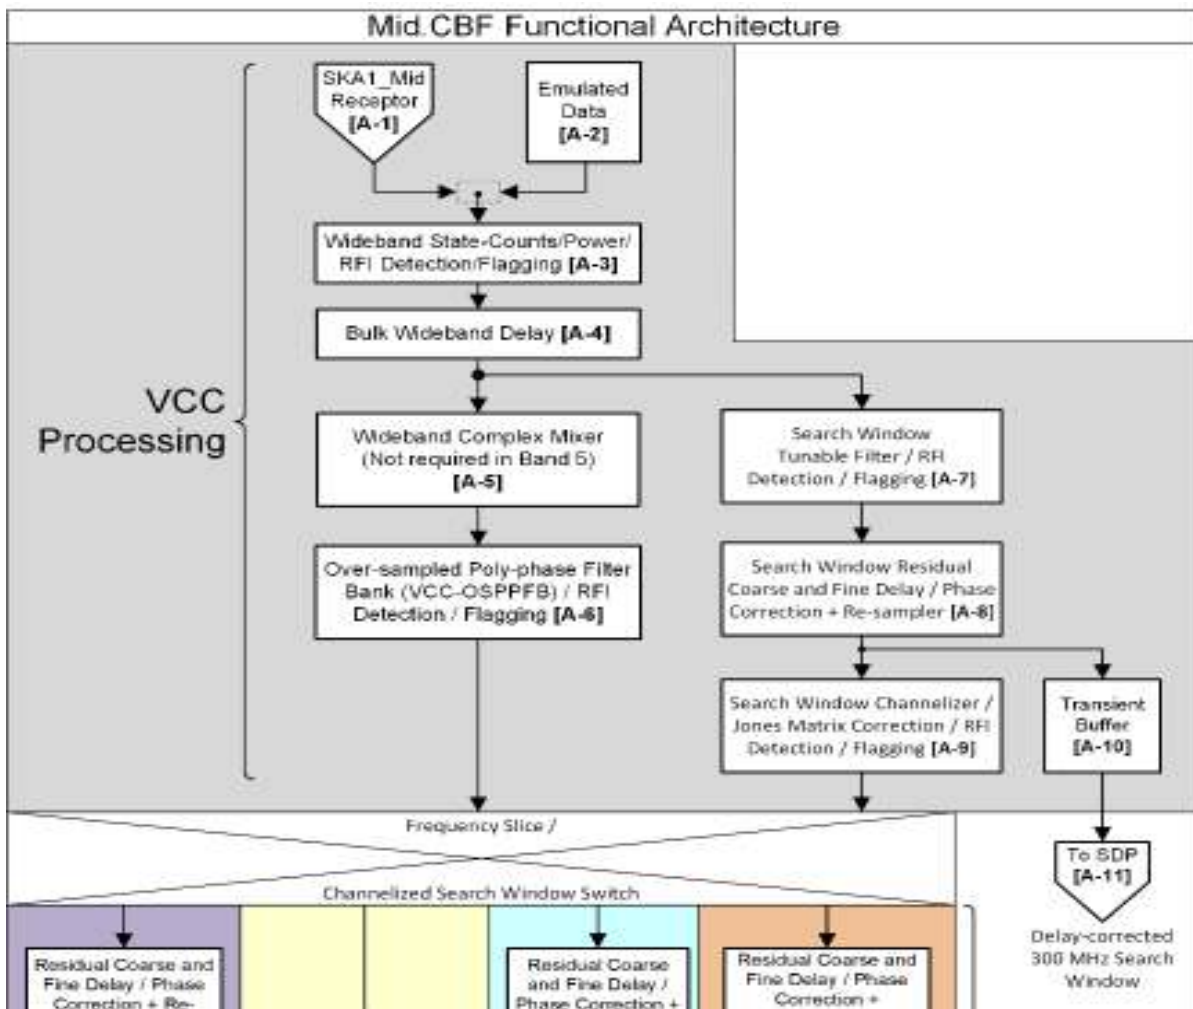 Mid.CBF Functional Architecture
SKA1_Mid
Receptor
[A-1]
Emulated
Data
[A-2]
Wideband State-Counts/Power/
RFI Detection/Flagging [A-3]
Bulk Wideband Delay [A-4]
VCC
Processing
Wideband Complex Mixer
(Not required in Band 5)
[A-5]
Search Window
Tunable Filter / RFI
Detection / Flagging [A-7]
Over-sampled Poly-phase Filter
Bank (VCC-OSPPFB) / RFI
Detection / Flagging [A-6]
Search Window Residual
Coarse and Fine Delay / Phase
Correction + Re-sampler [A-8]
Search Window Channelizer /
Jones Matrix Correction / RFI
Detection / Flagging [A-9]
Transient
Buffer
[A-10]
Frequency Slice /
Channelized Search Window Switch
To SDP
[A-11]
Delay-corrected
300 MHz Search
Window
Residual Coarse and
Fine Delay / Phase
Correction + Re-
Residual Coarse
and Fine Delay /
Phase Correction +
Residual Coarse and
Fine Delay / Phase
Correction +